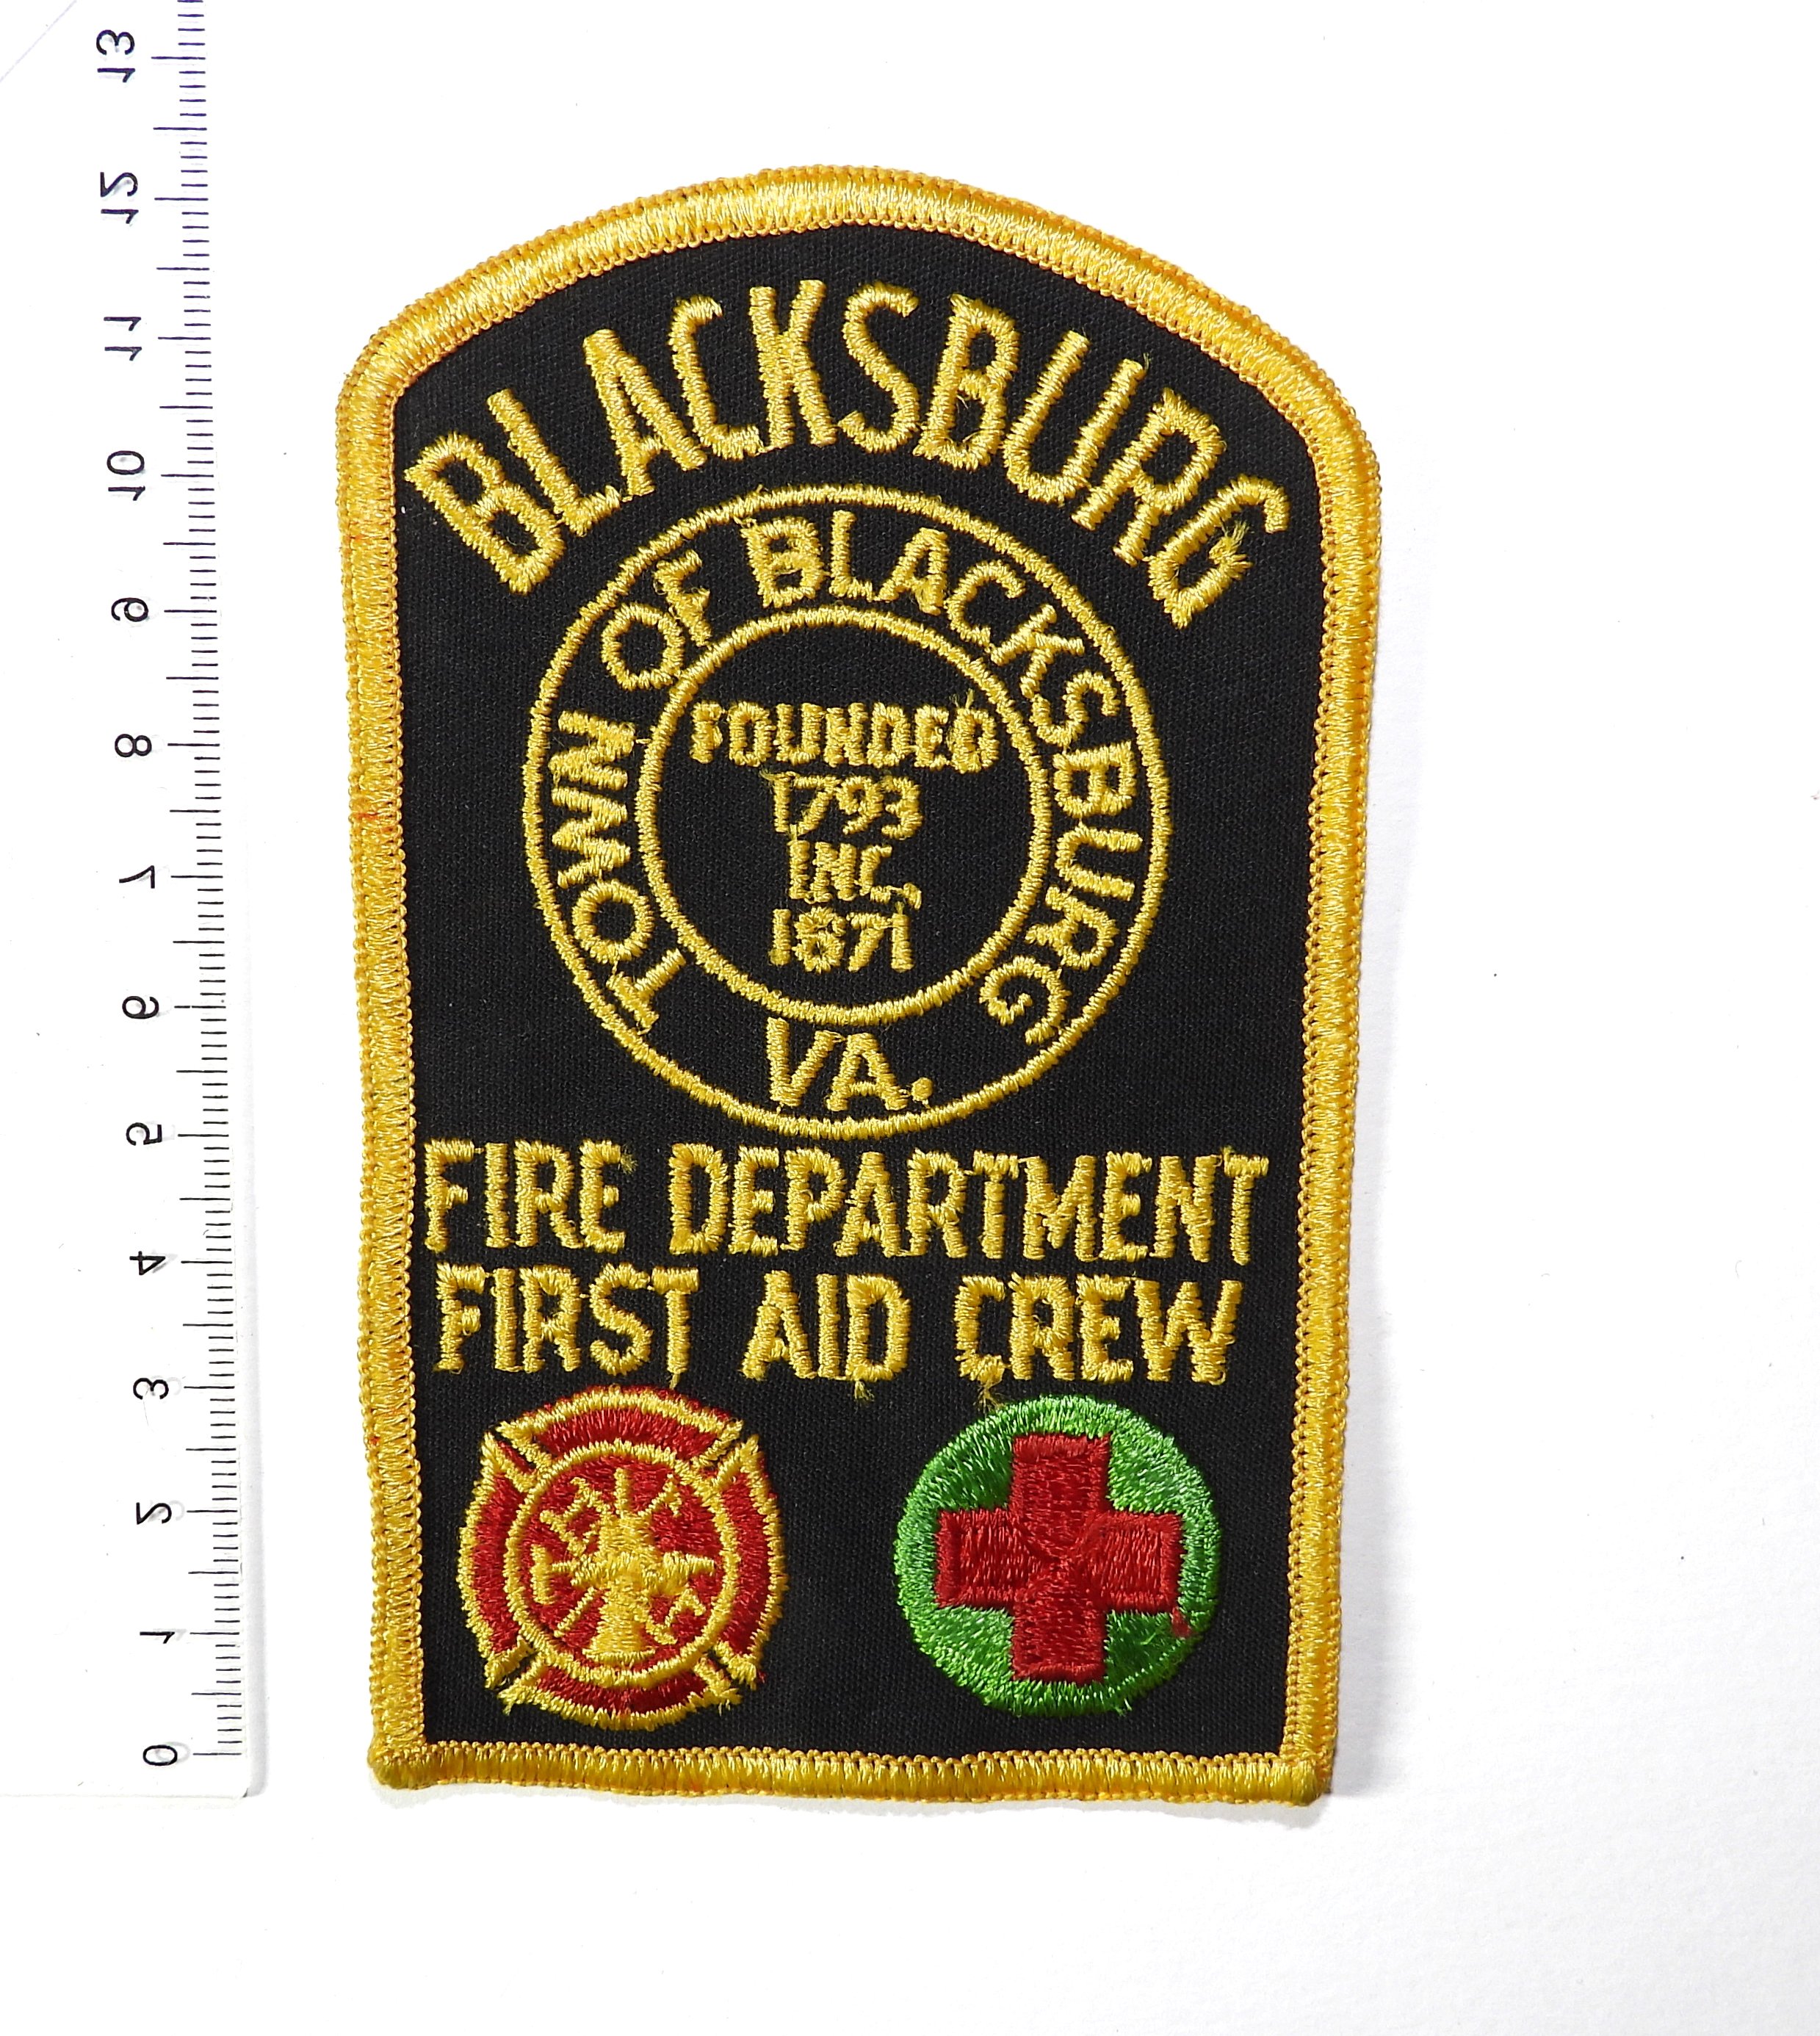 BLACKSBURG
TOWN OF BLACKSBURG
VA.
FOUNDED
1793
INC.
1871
FIRE DEPARTMENT
FIRST AID CREW
13
12
11
10
9
8
7
6
5
4
3
2
1
0